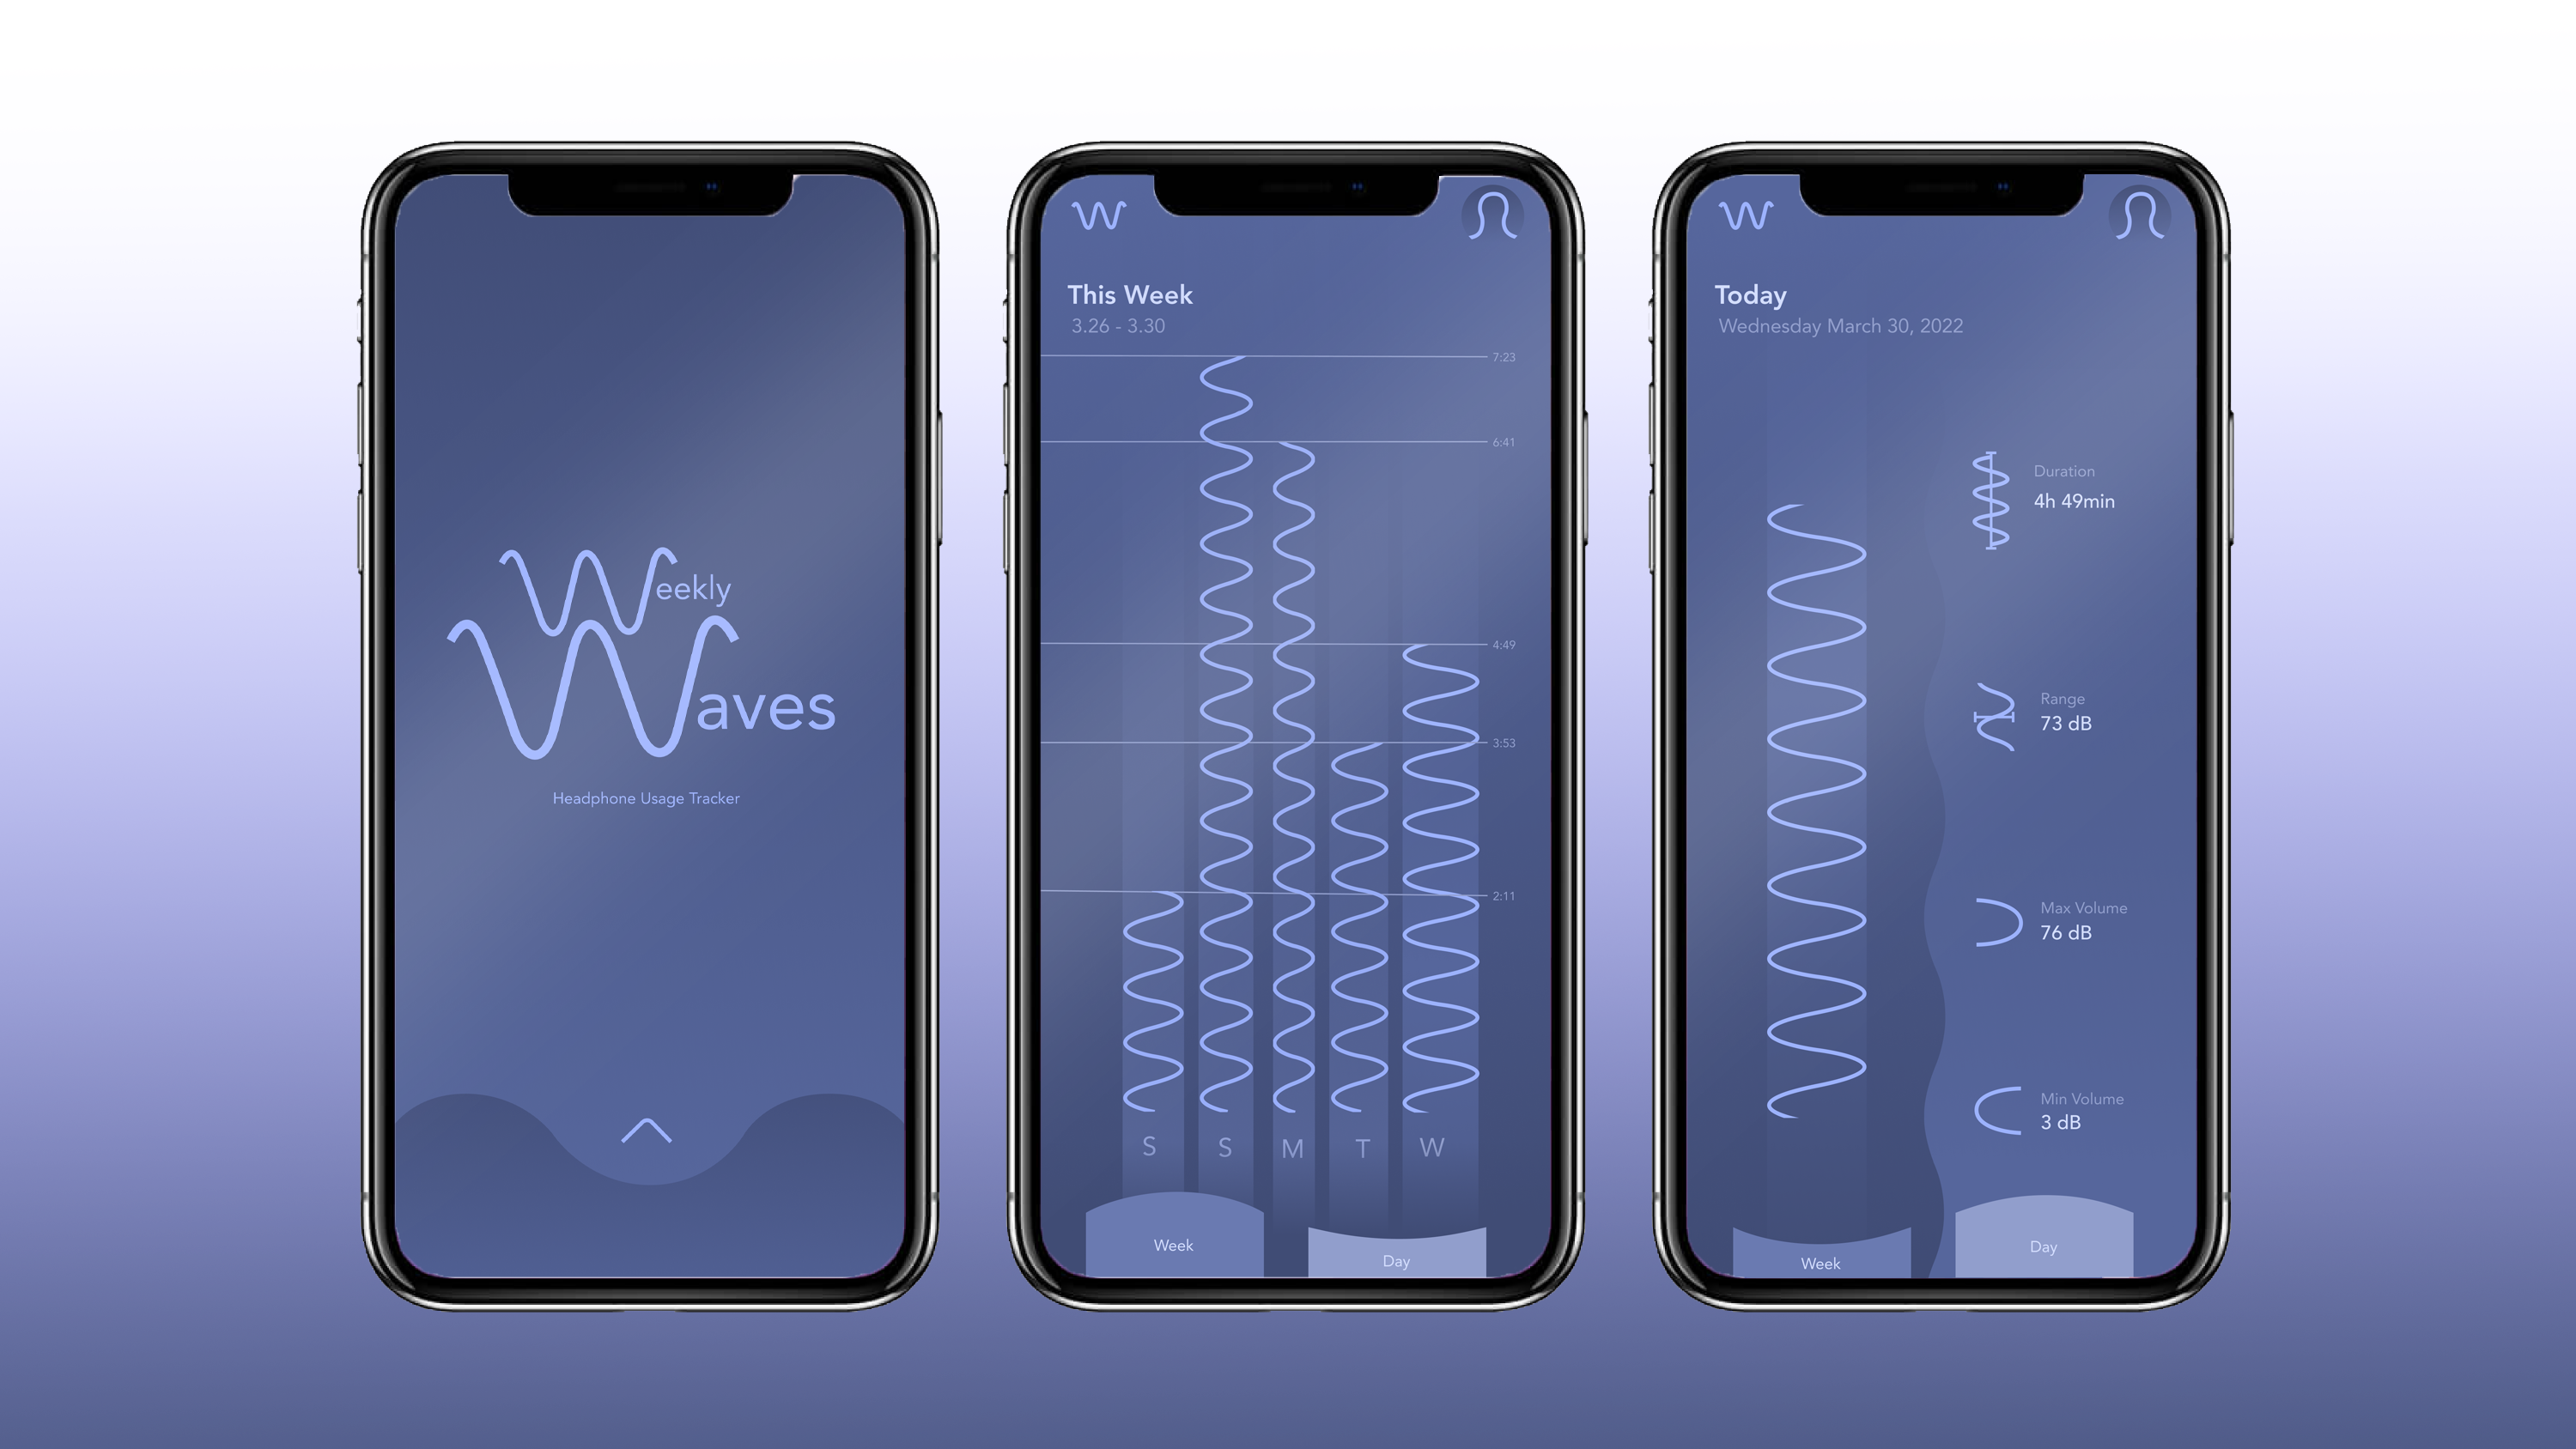 Weekly
Waves
Headphone Usage Tracker
W
This Week
3.26 - 3.30
7:23
6:41
4:49
3:53
2:11
S S M T W
Week
Day
W
Today
Wednesday March 30, 2022
Duration
4h 49min
Range
73 dB
Max Volume
76 dB
Min Volume
3 dB
Week
Day